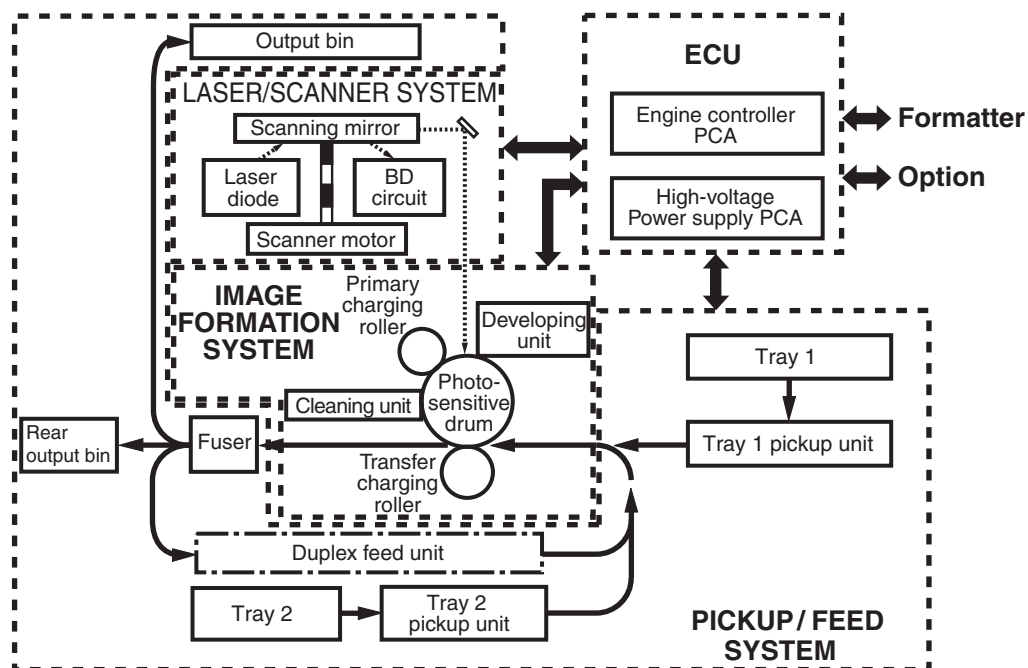 Output bin
LASER/SCANNER SYSTEM
Scanning mirror
Laser
diode
BD
circuit
Scanner motor
ECU
Engine controller
PCA
High-voltage
Power supply PCA
Formatter
Option
IMAGE
FORMATION
SYSTEM
Primary
charging
roller
Developing
unit
Photo-
sensitive
drum
Cleaning unit
Transfer
charging
roller
Tray 1
Tray 1 pickup unit
Rear
output bin
Fuser
Duplex feed unit
Tray 2
Tray 2
pickup unit
PICKUP/ FEED
SYSTEM